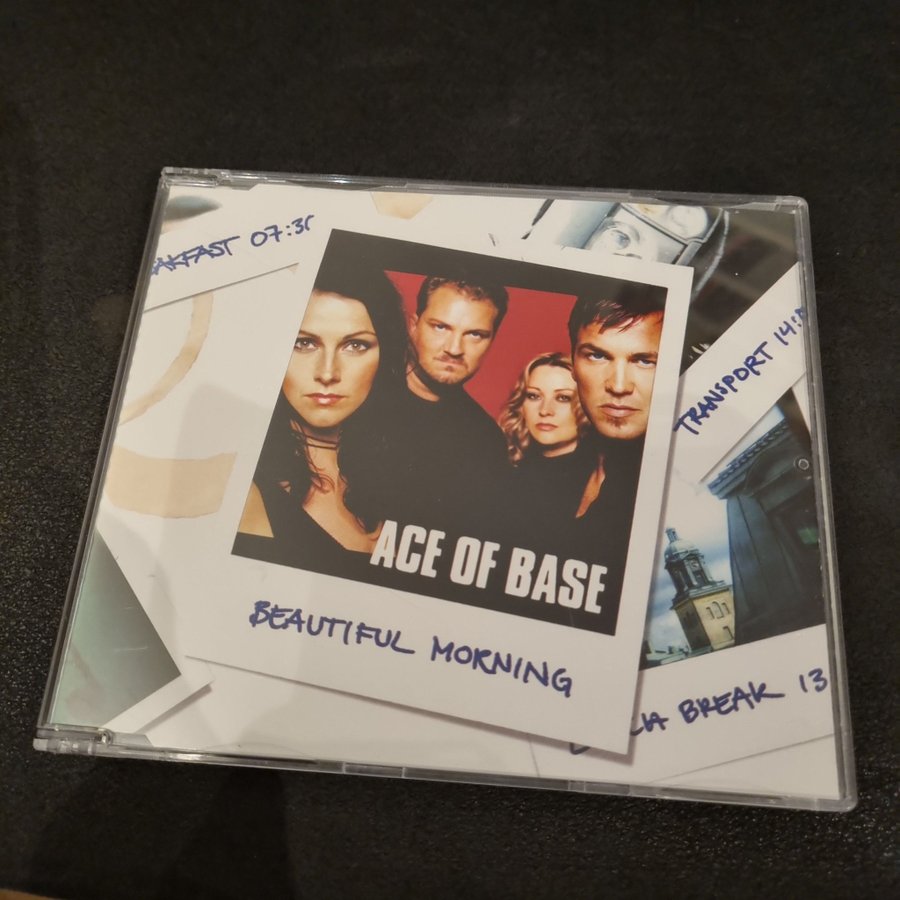 AKFAST 07:3
TRANSPORT 14:
ACE OF BASE
BEAUTIFUL MORNING
BREAK 13